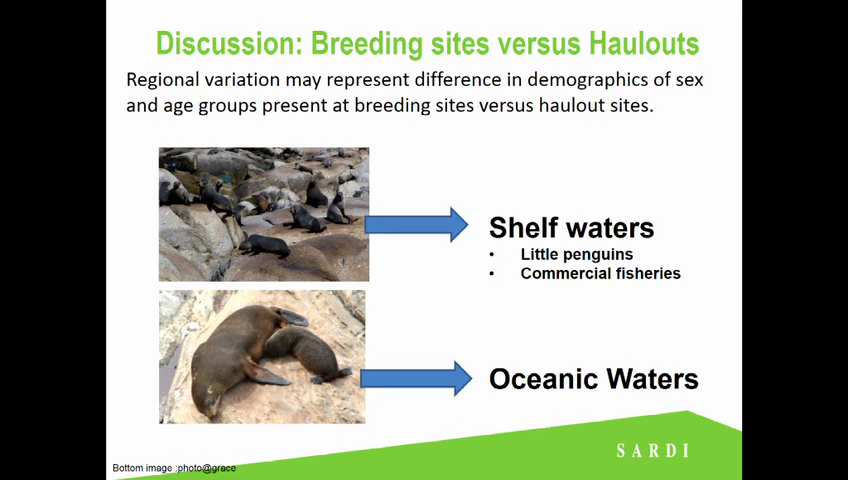 Discussion: Breeding sites versus Haulouts
Regional variation may represent difference in demographics of sex
and age groups present at breeding sites versus haulout sites.
Shelf waters
• Little penguins
• Commercial fisheries
Oceanic Waters
SARDI
Bottom image :photo@grace